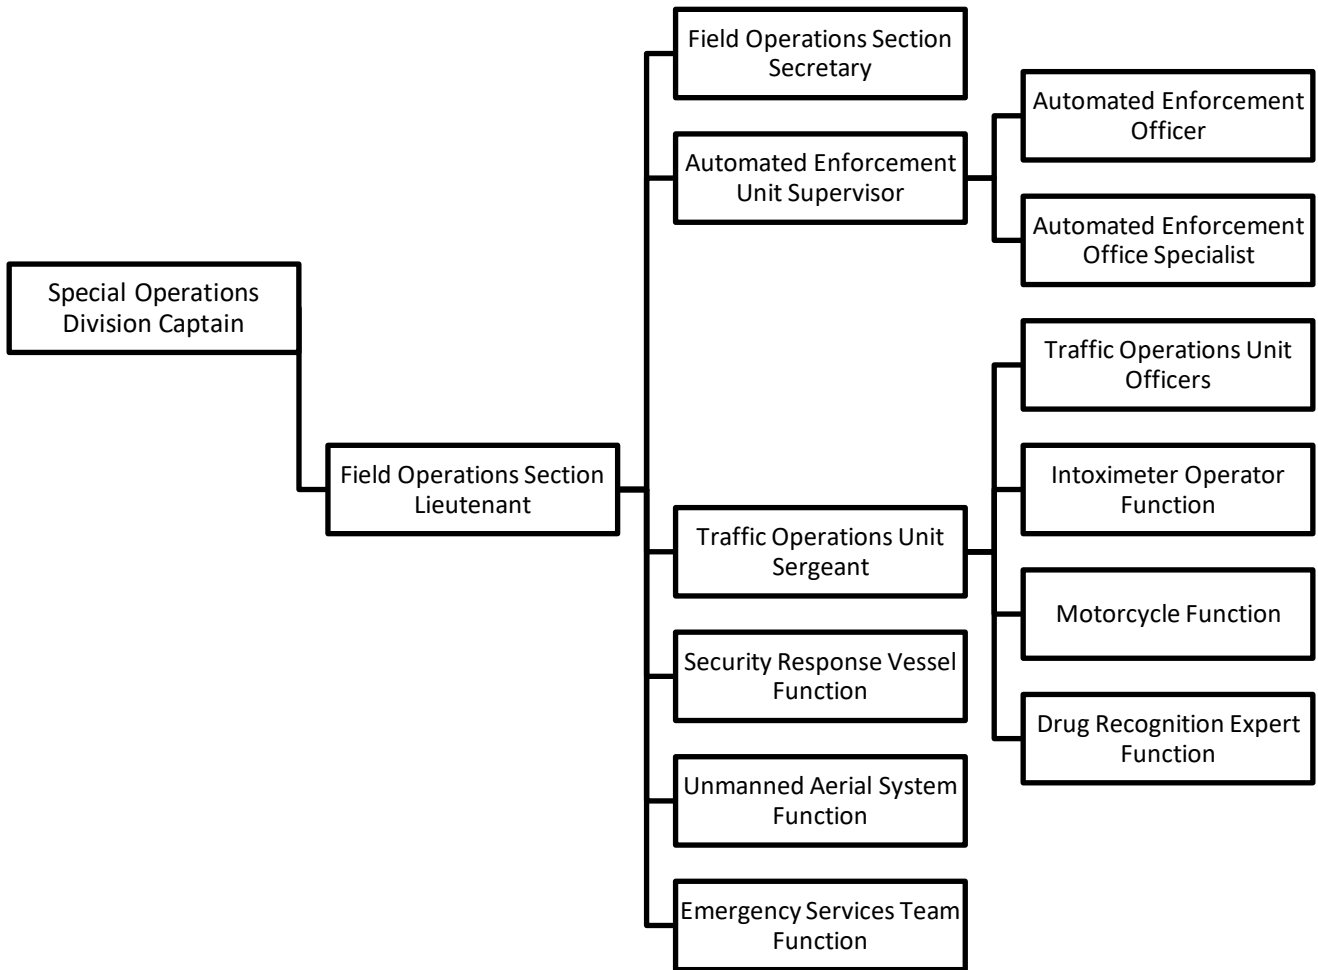 Special Operations
Division Captain
Field Operations Section
Lieutenant
Field Operations Section
Secretary
Automated Enforcement
Unit Supervisor
Automated Enforcement
Officer
Automated Enforcement
Office Specialist
Traffic Operations Unit
Sergeant
Traffic Operations Unit
Officers
Intoximeter Operator
Function
Motorcycle Function
Drug Recognition Expert
Function
Security Response Vessel
Function
Unmanned Aerial System
Function
Emergency Services Team
Function